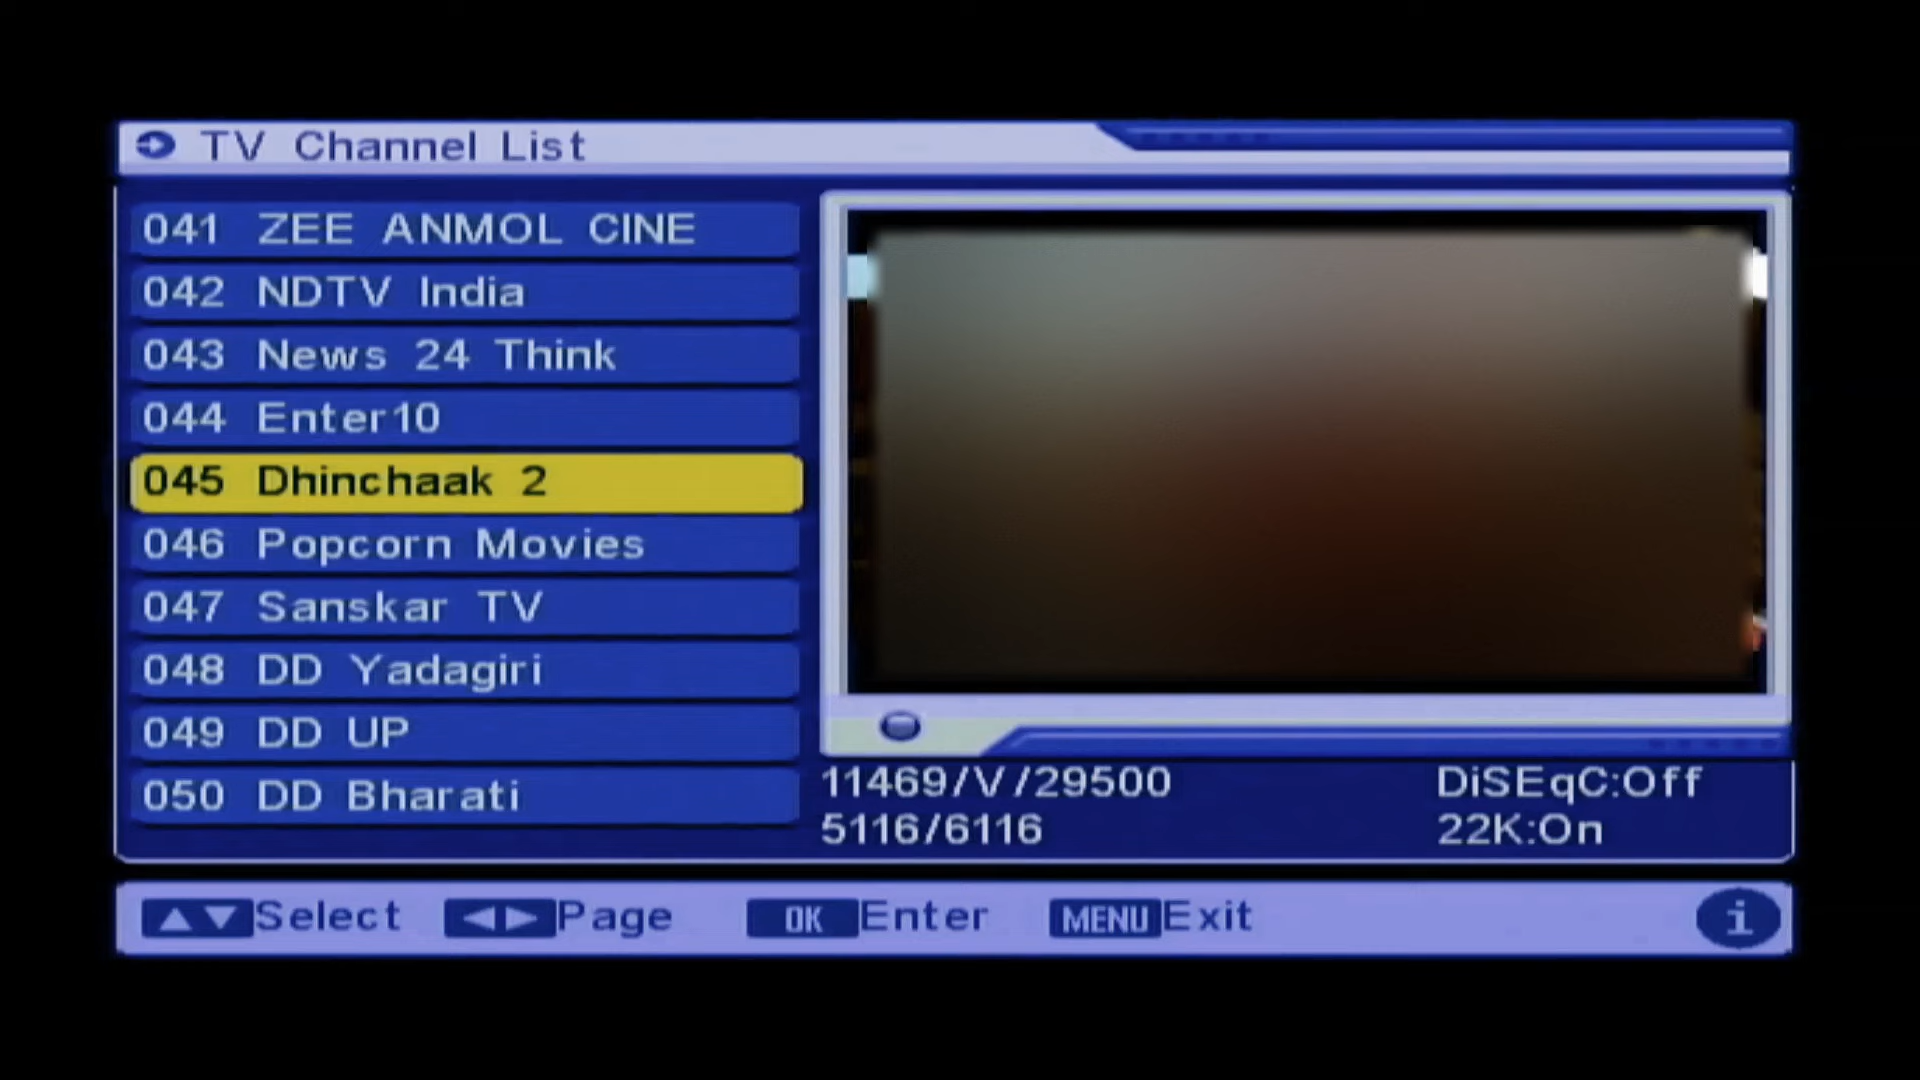 TV Channel List
041 ZEE ANMOL CINE
042 NDTV India
043 News 24 Think
044 Enter10
045 Dhinchaak 2
046 Popcorn Movies
047 Sanskar TV
048 DD Yadagiri
049 DD UP
050 DD Bharati
11469/V/29500 DiSEqC:Off
5116/6116 22K:On
Select Page OK Enter MENU Exit i